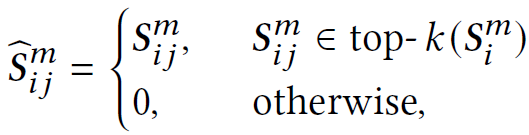 $$\widehat{S}_{ij}^{m} = \begin{cases} S_{ij}^{m}, & S_{ij}^{m} \in \text{top-}\,k(S_{i}^{m}) \\ 0, & \text{otherwise,} \end{cases}$$